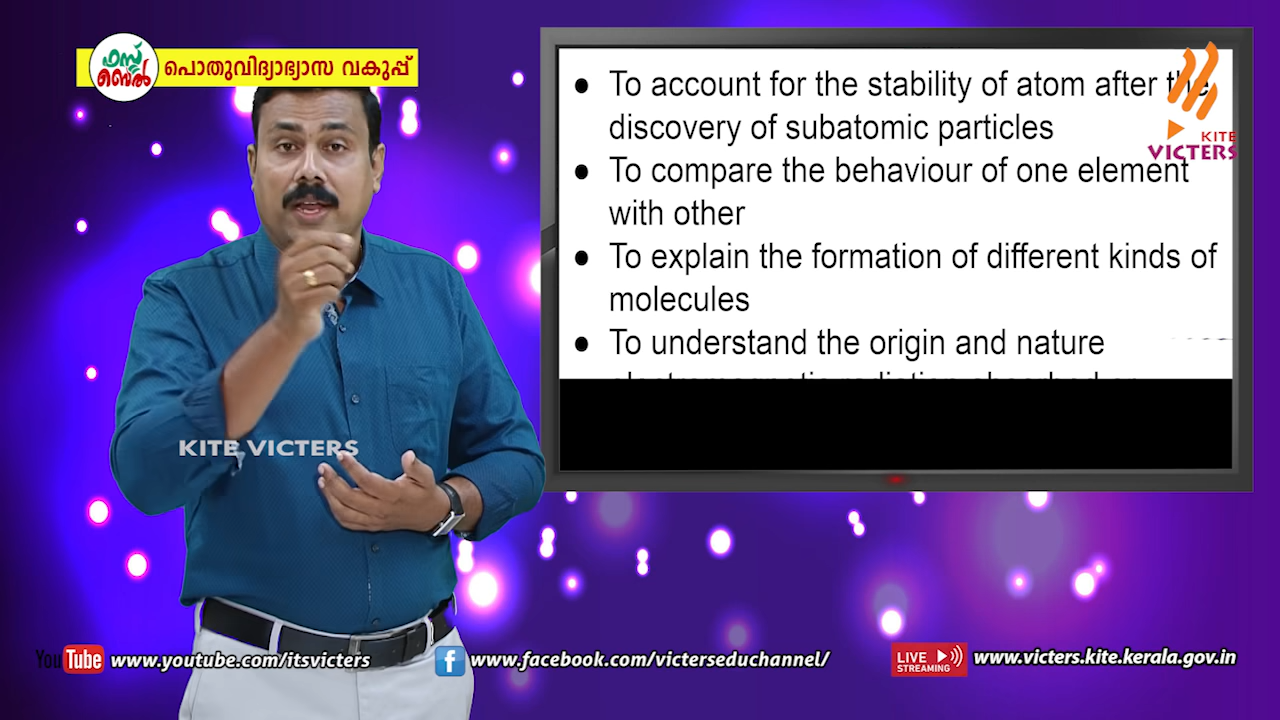 ഫസ്റ്റ്
ബെൽ
പൊതുവിദ്യാഭ്യാസ വകുപ്പ്
● To account for the stability of atom after the
discovery of subatomic particles
● To compare the behaviour of one element
with other
● To explain the formation of different kinds of
molecules
● To understand the origin and nature
KITE
VICTERS
KITE VICTERS
YouTube www.youtube.com/itsvicters
f www.facebook.com/victerseduchannel/
LIVE
STREAMING
www.victers.kite.kerala.gov.in